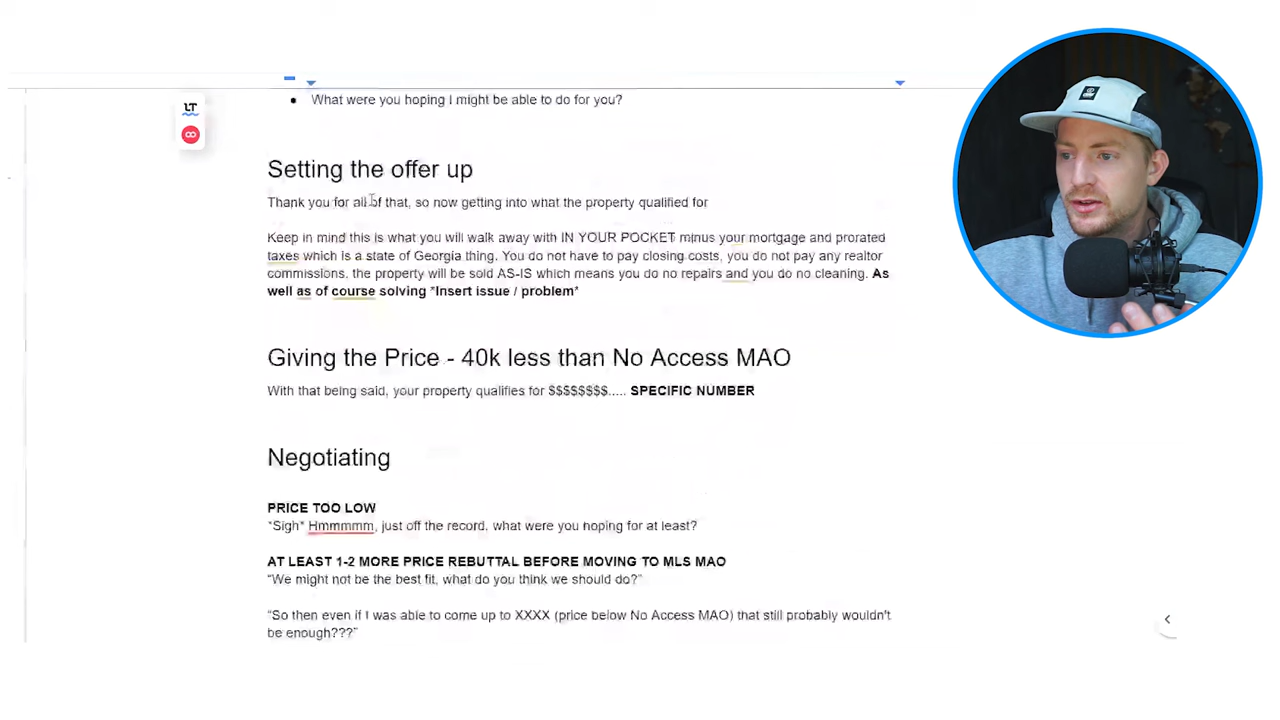 LT
• What were you hoping I might be able to do for you?
Setting the offer up
Thank you for all of that, so now getting into what the property qualified for
Keep in mind this is what you will walk away with IN YOUR POCKET minus your mortgage and prorated
taxes which is a state of Georgia thing. You do not have to pay closing costs, you do not pay any realtor
commissions, the property will be sold AS-IS which means you do no repairs and you do no cleaning. As
well as of course solving *Insert issue / problem*
Giving the Price - 40k less than No Access MAO
With that being said, your property qualifies for $$$$$$$$..... SPECIFIC NUMBER
Negotiating
PRICE TOO LOW
*Sigh* Hmmmmm, just off the record, what were you hoping for at least?
AT LEAST 1-2 MORE PRICE REBUTTAL BEFORE MOVING TO MLS MAO
“We might not be the best fit, what do you think we should do?”
“So then even if I was able to come up to XXXX (price below No Access MAO) that still probably wouldn't
be enough???”